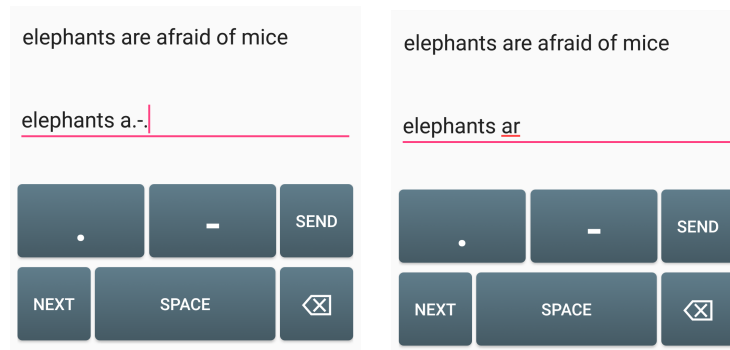 elephants are afraid of mice
elephants a.-.
. - SEND
NEXT SPACE
elephants are afraid of mice
elephants ar
. - SEND
NEXT SPACE